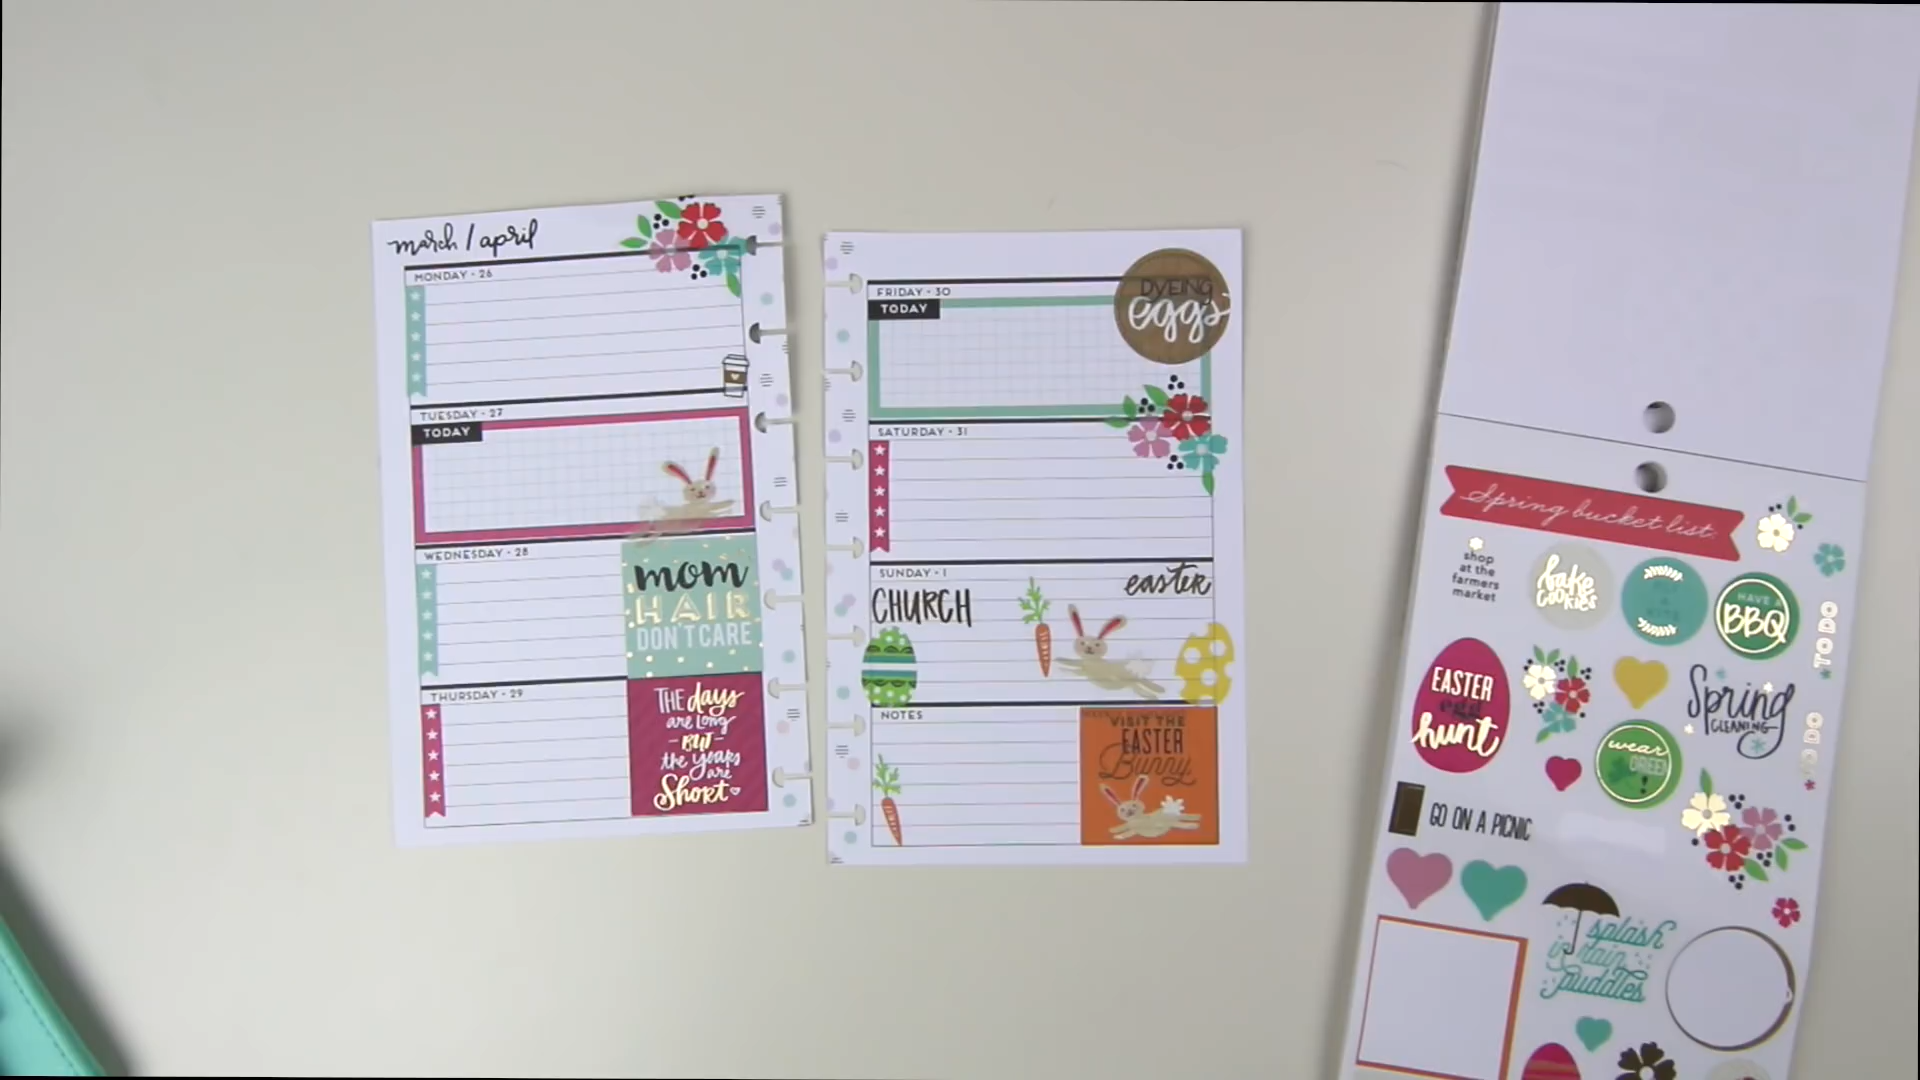 march / april
MONDAY - 26
TUESDAY - 27
TODAY
WEDNESDAY - 28
mom
HAIR
DON'T CARE
THURSDAY - 29
THE days
are long
- BUT -
the years
are
Short
FRIDAY - 30
TODAY
DYEING
eggs
SATURDAY - 31
SUNDAY - 1
easter
CHURCH
NOTES
VISIT THE
EASTER
Bunny
Spring bucket list:
shop
at the
farmers
market
bake
cookies
HAVE A
BBQ
TO DO
EASTER
egg
hunt
Spring
CLEANING
TO DO
wear
GREEN
GO ON A PICNIC
splash
in rain
puddles